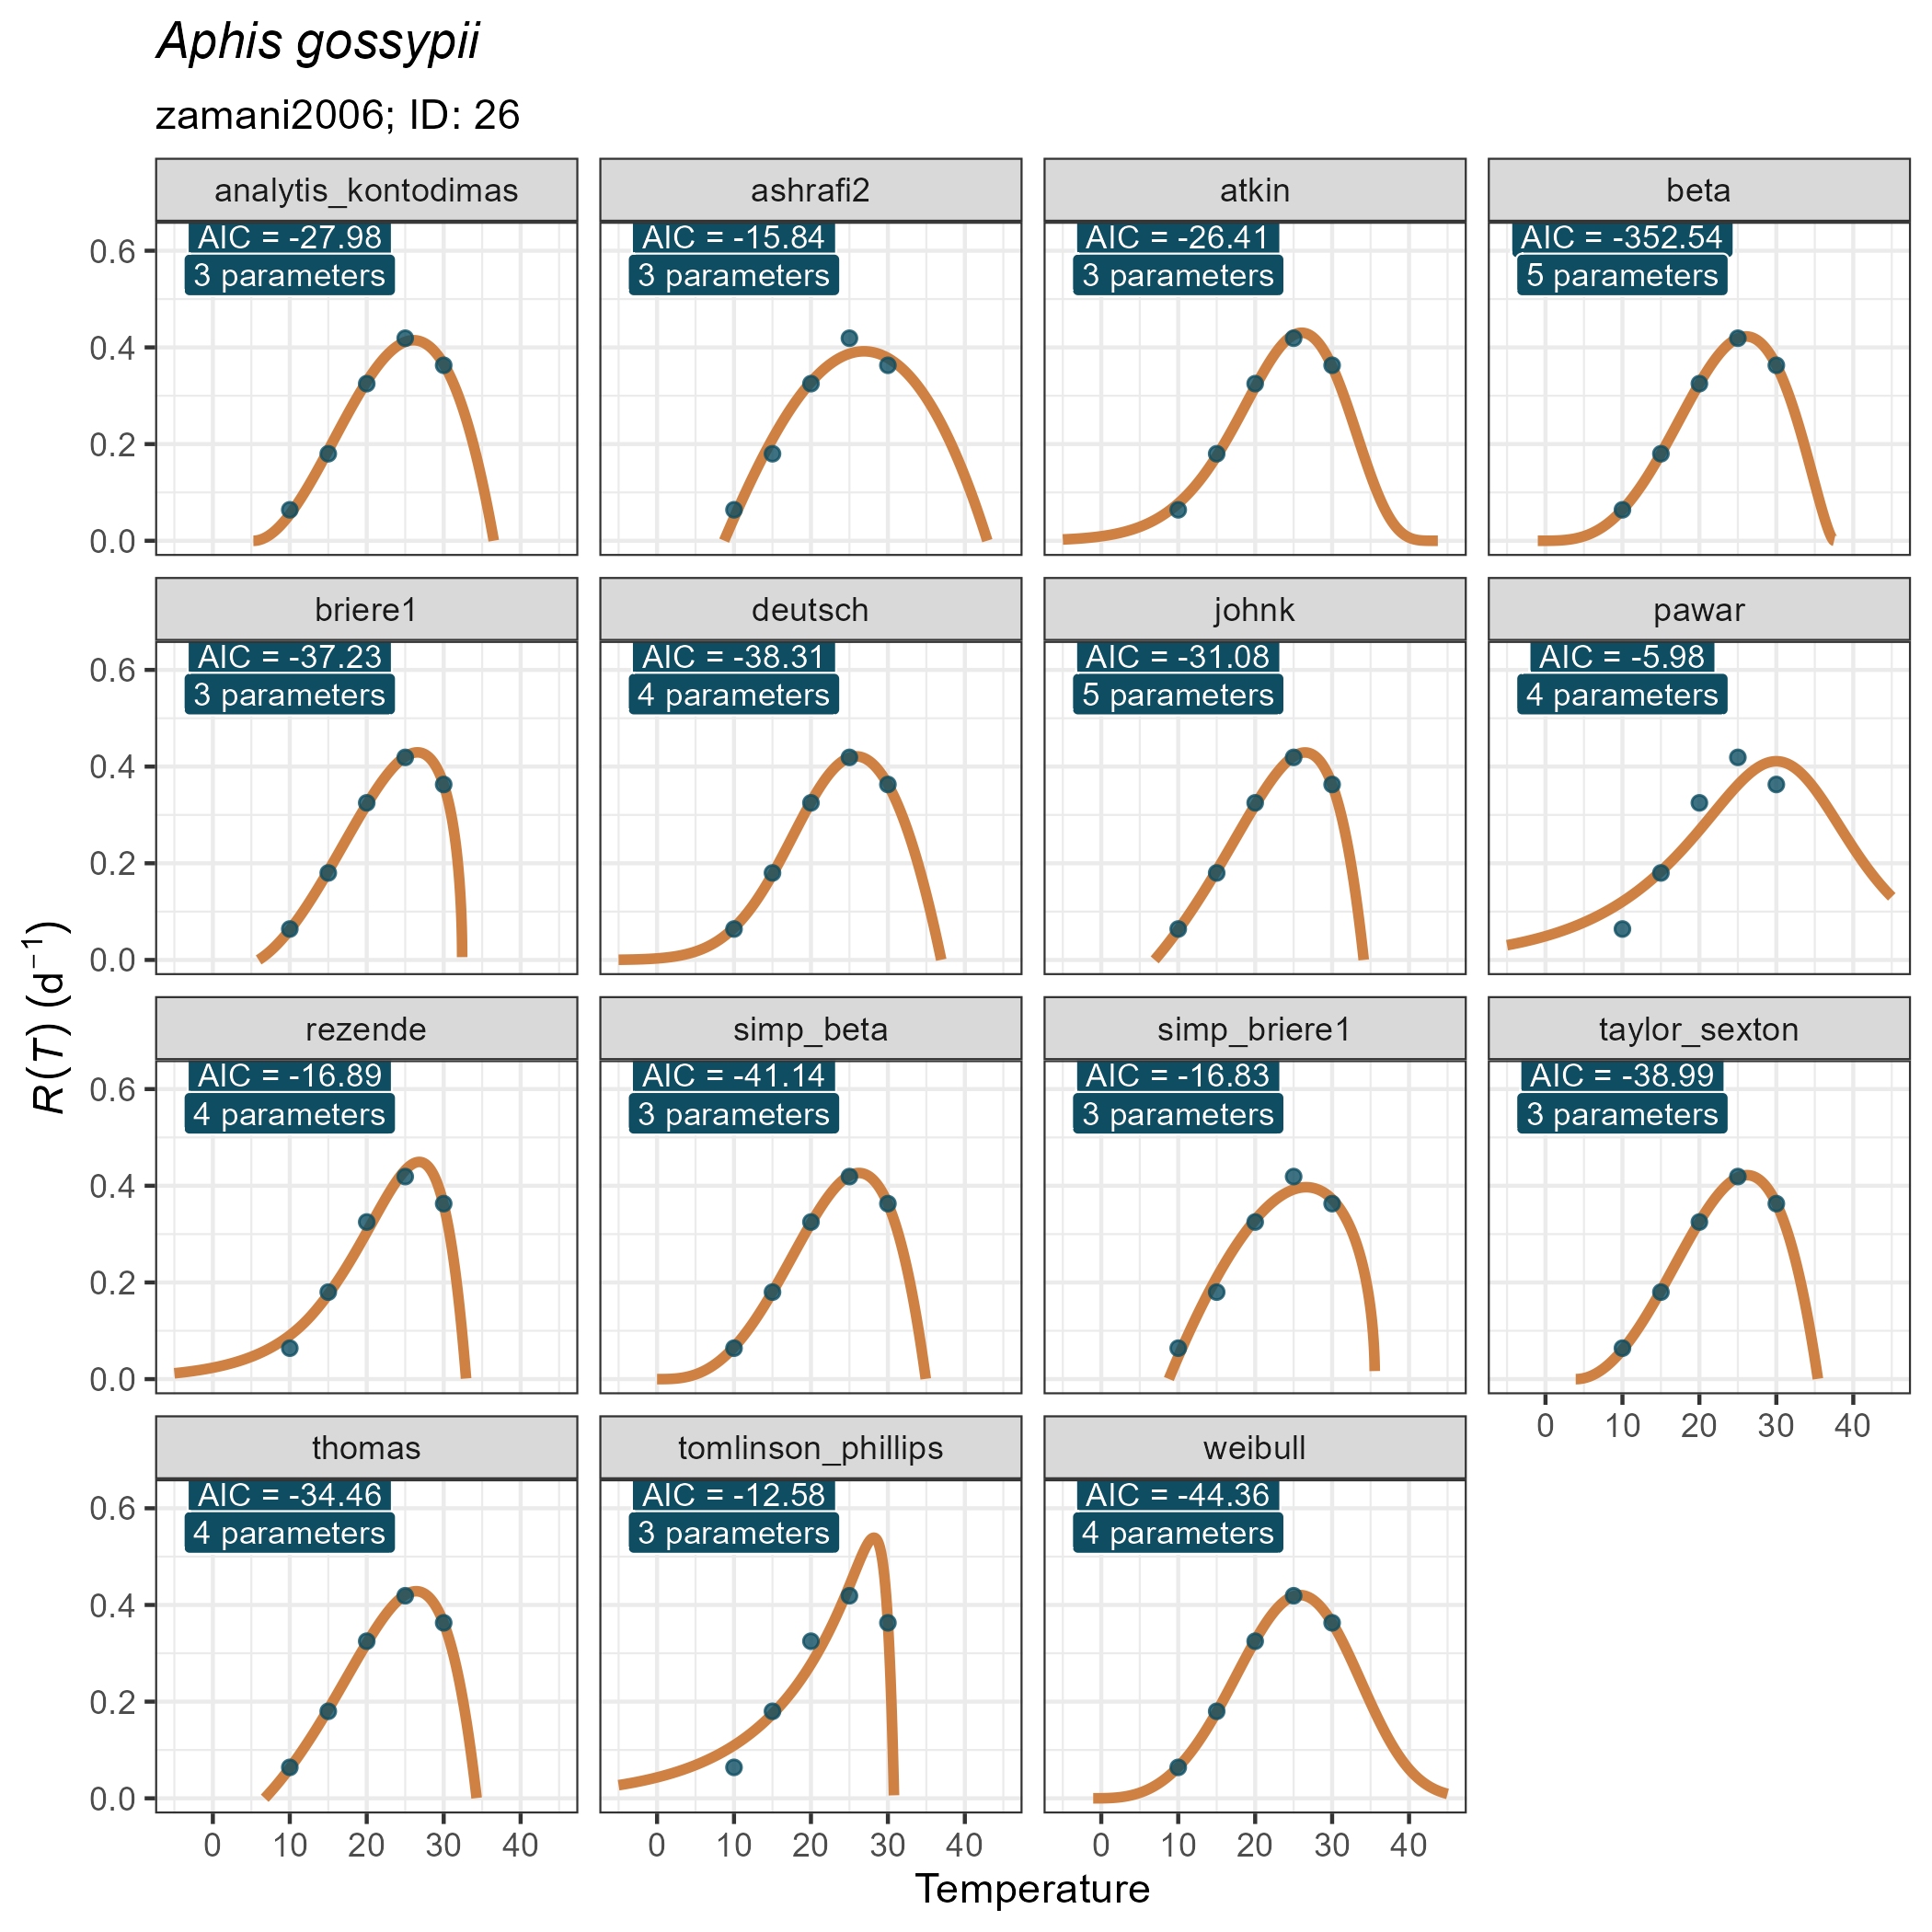 Aphis gossypii
zamani2006; ID: 26
analytis_kontodimas
AIC = -27.98
3 parameters
ashrafi2
AIC = -15.84
3 parameters
atkin
AIC = -26.41
3 parameters
beta
AIC = -352.54
5 parameters
0.6
0.4
0.2
0.0
briere1
AIC = -37.23
3 parameters
deutsch
AIC = -38.31
4 parameters
johnk
AIC = -31.08
5 parameters
pawar
AIC = -5.98
4 parameters
0.6
0.4
0.2
0.0
rezende
AIC = -16.89
4 parameters
simp_beta
AIC = -41.14
3 parameters
simp_briere1
AIC = -16.83
3 parameters
taylor_sexton
AIC = -38.99
3 parameters
0.6
0.4
0.2
0.0
0 10 20 30 40
thomas
AIC = -34.46
4 parameters
tomlinson_phillips
AIC = -12.58
3 parameters
weibull
AIC = -44.36
4 parameters
0.6
0.4
0.2
0.0
0 10 20 30 40
0 10 20 30 40
0 10 20 30 40
Temperature
R(T) (d⁻¹)